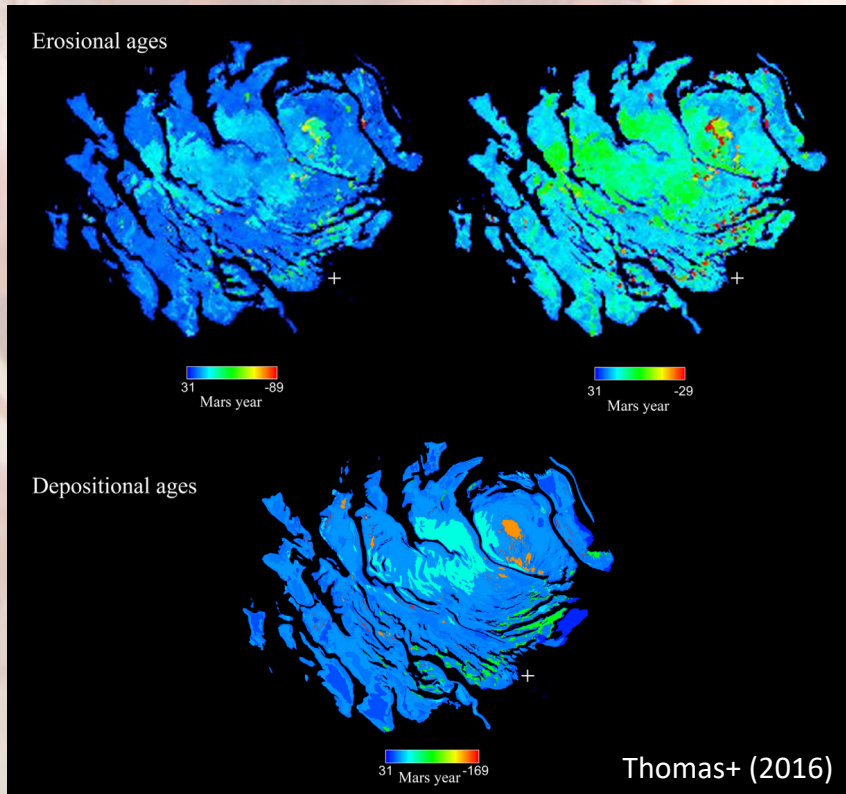 Erosional ages
31 -89
Mars year
31 -29
Mars year
Depositional ages
31 -169
Mars year
Thomas+ (2016)